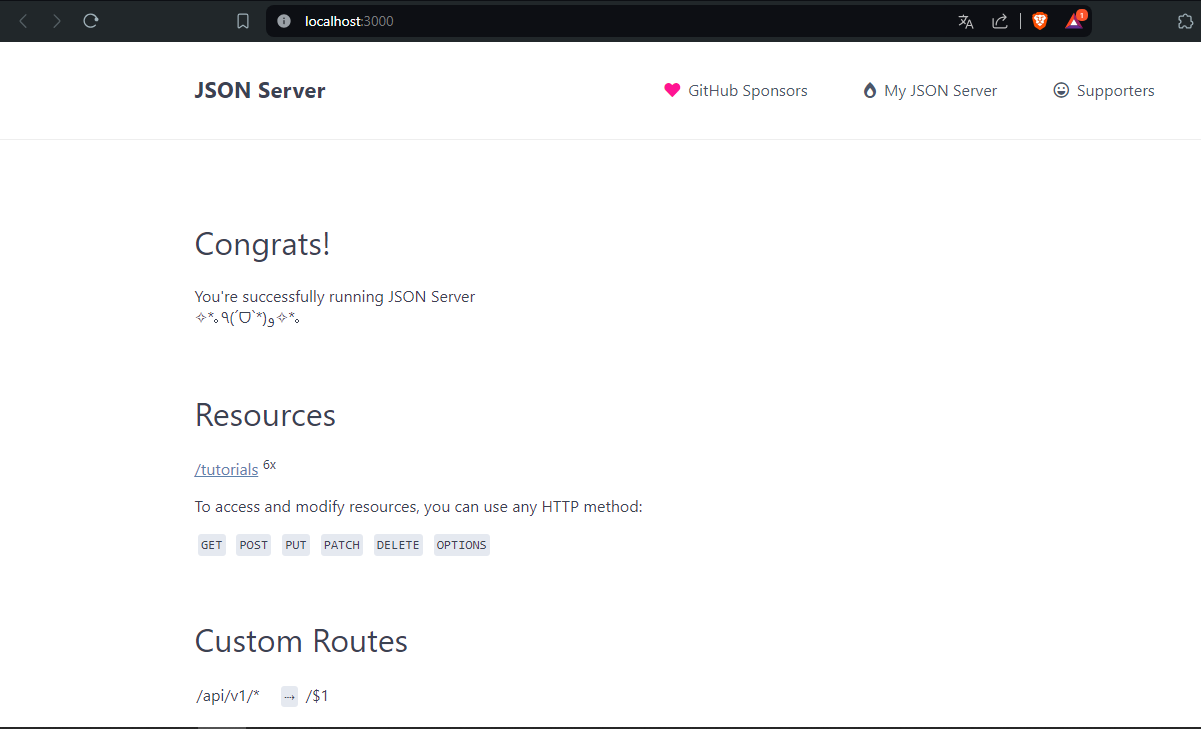 localhost:3000
1
JSON Server
GitHub Sponsors
My JSON Server
Supporters
Congrats!
You're successfully running JSON Server
✧*｡٩(ˊᗜˋ*)و✧*｡
Resources
/tutorials 6x
To access and modify resources, you can use any HTTP method:
GET POST PUT PATCH DELETE OPTIONS
Custom Routes
/api/v1/* ⇢ /$1